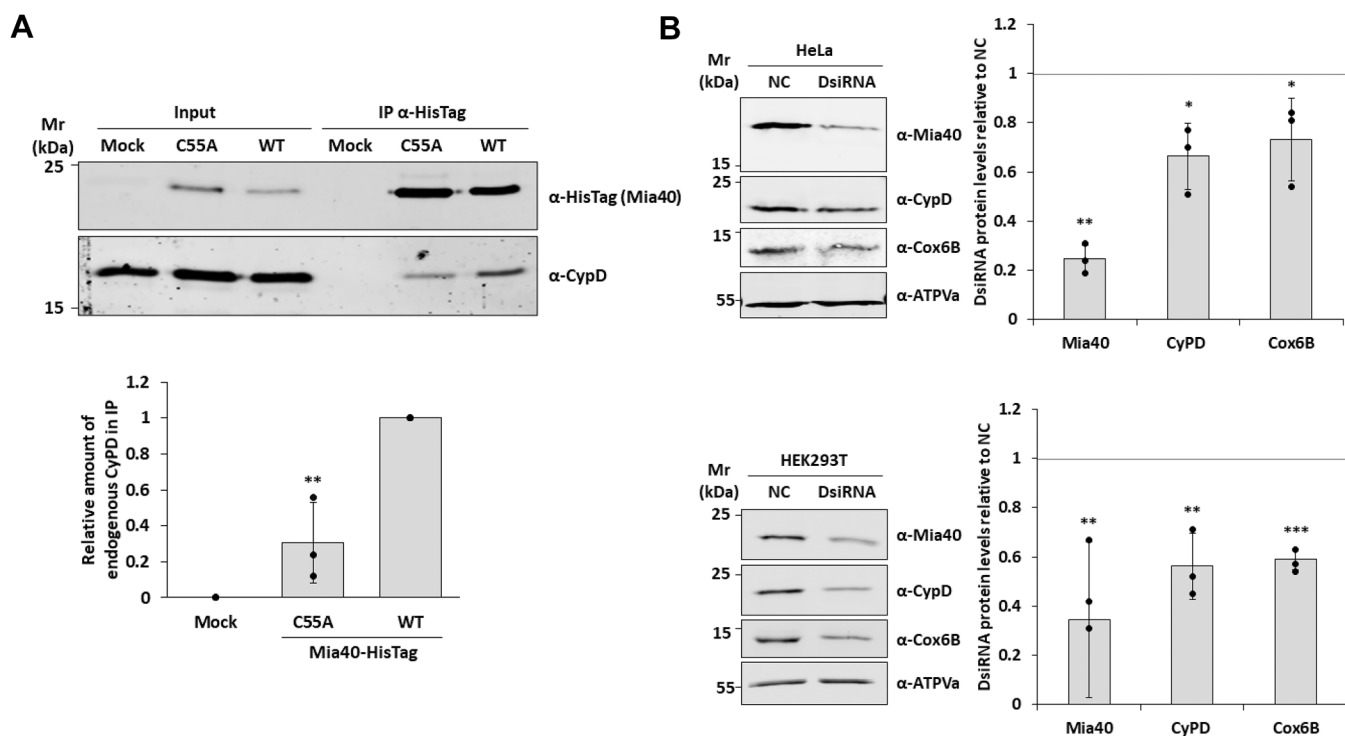 A
Input
IP α-HisTag
Mr
(kDa)
Mock
C55A
WT
Mock
C55A
WT
25
α-HisTag (Mia40)
α-CypD
15
Relative amount of
endogenous CyPD in IP
1.2
1
0.8
0.6
0.4
0.2
0
**
Mock
C55A
WT
Mia40-HisTag
B
Mr
(kDa)
HeLa
NC
DsiRNA
α-Mia40
15
25
α-CypD
15
α-Cox6B
55
α-ATPVa
DsiRNA protein levels relative to NC
1.2
1
0.8
0.6
0.4
0.2
0
**
*
*
Mia40
CyPD
Cox6B
Mr
(kDa)
HEK293T
NC
DsiRNA
25
α-Mia40
25
α-CypD
15
α-Cox6B
55
α-ATPVa
DsiRNA protein levels relative to NC
1.2
1
0.8
0.6
0.4
0.2
0
**
**
***
Mia40
CyPD
Cox6B